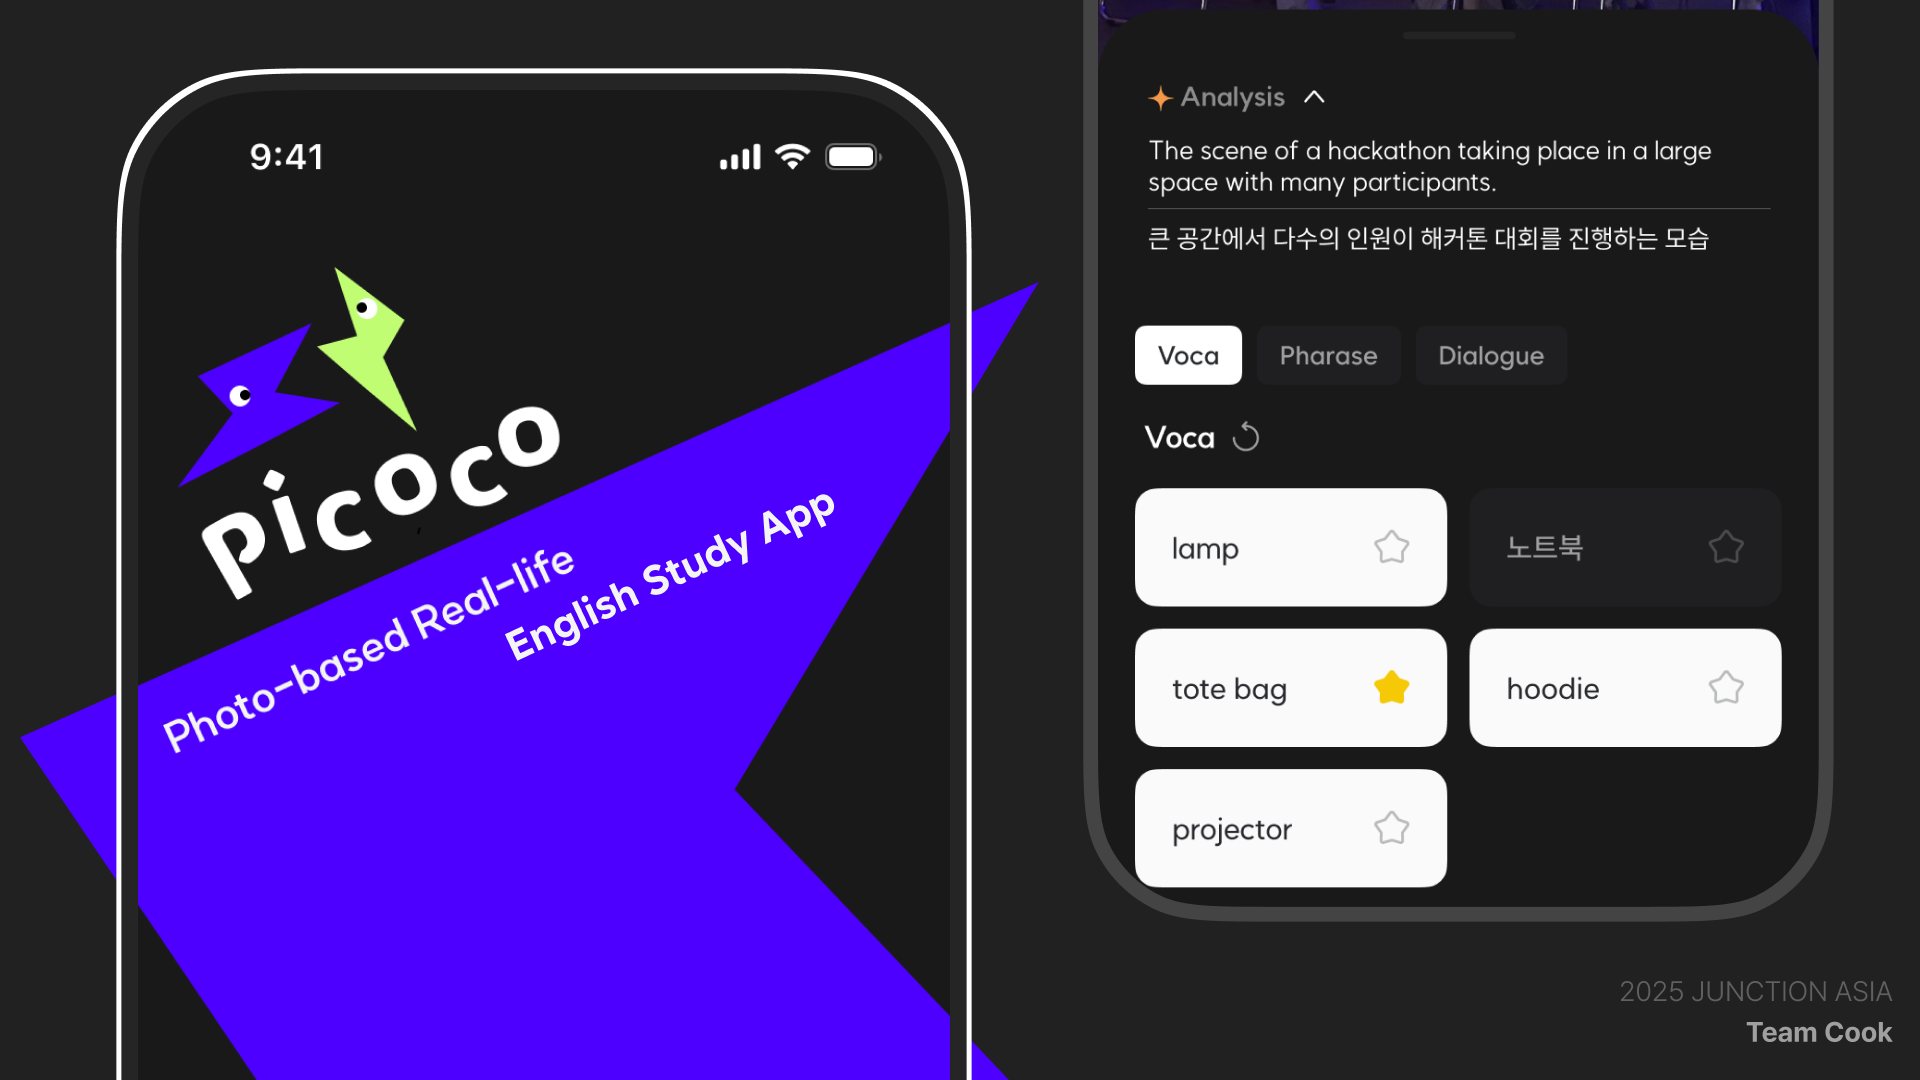 9:41
Picoco
Photo-based Real-life
English Study App
Analysis
The scene of a hackathon taking place in a large
space with many participants.
큰 공간에서 다수의 인원이 해커톤 대회를 진행하는 모습
Voca
Pharase
Dialogue
Voca
lamp
노트북
tote bag
hoodie
projector
2025 JUNCTION ASIA
Team Cook